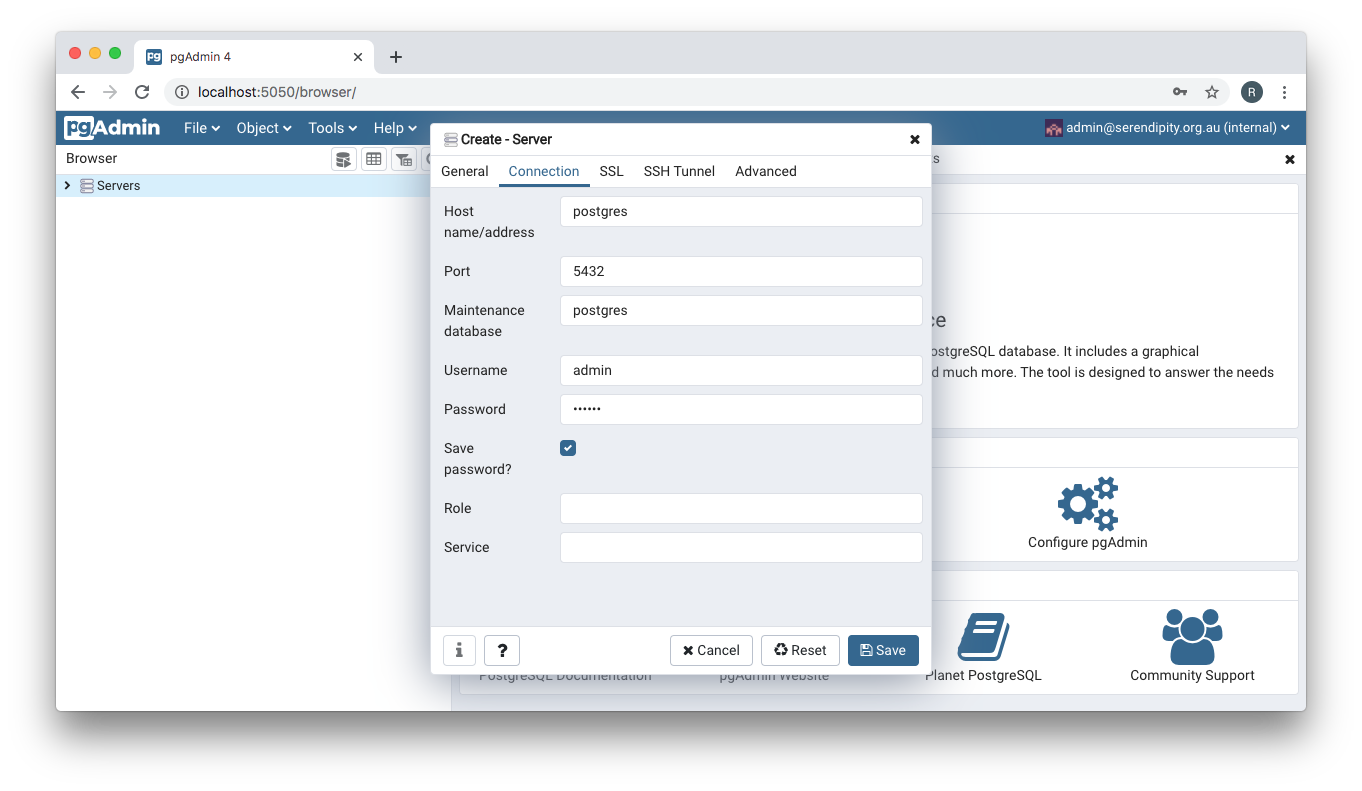 pgAdmin 4
localhost:5050/browser/
R
pgAdmin File Object Tools Help admin@serendipity.org.au (internal)
Browser
Servers
Create - Server
General Connection SSL SSH Tunnel Advanced
Host name/address postgres
Port 5432
Maintenance database postgres
Username admin
Password ••••••
Save password?
Role
Service
ostgreSQL database. It includes a graphical
d much more. The tool is designed to answer the needs
Configure pgAdmin
i ? Cancel Reset Save
PostgreSQL Documentation pgAdmin Website Planet PostgreSQL Community Support